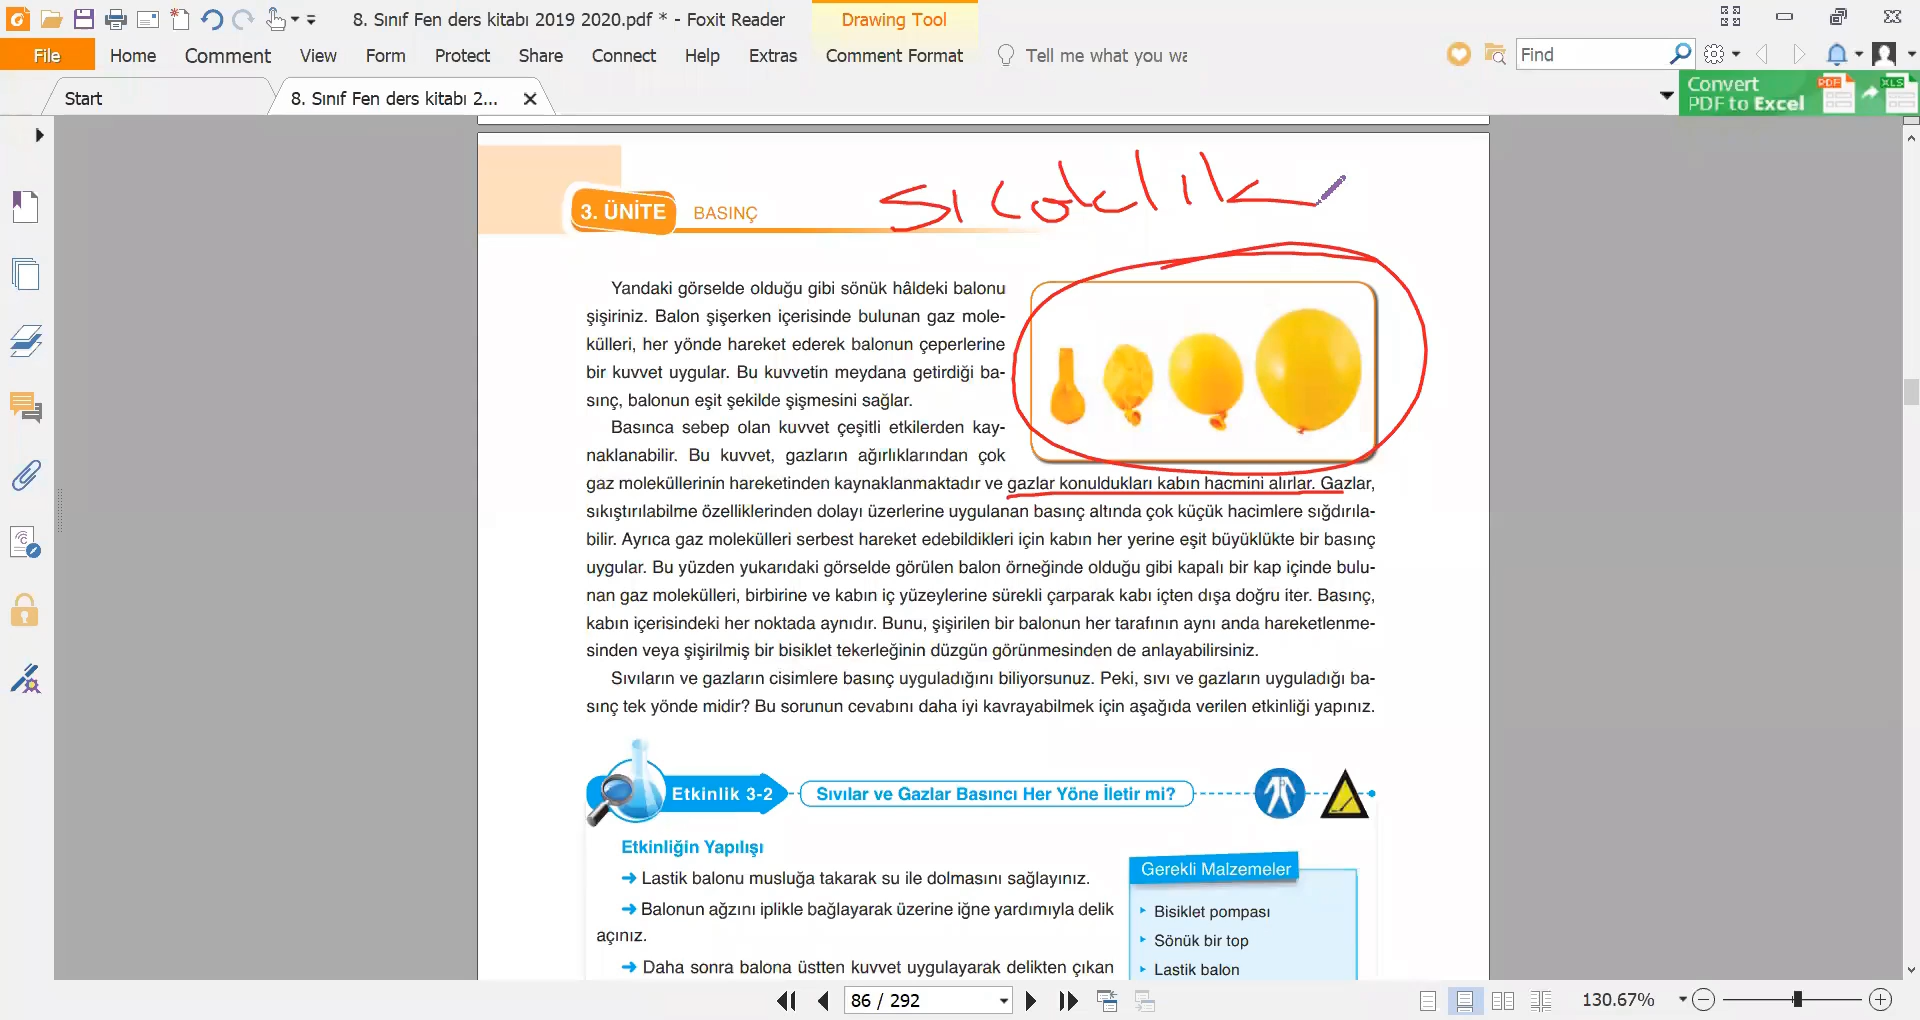 8. Sınıf Fen ders kitabı 2019 2020.pdf * - Foxit Reader
Drawing Tool
File Home Comment View Form Protect Share Connect Help Extras Comment Format Tell me what you wa
Find
Start
8. Sınıf Fen ders kitabı 2...
Convert
PDF to Excel
PDF
XLS
sıcaklık
3. ÜNİTE BASINÇ
Yandaki görselde olduğu gibi sönük hâldeki balonu
şişiriniz. Balon şişerken içerisinde bulunan gaz mole-
külleri, her yönde hareket ederek balonun çeperlerine
bir kuvvet uygular. Bu kuvvetin meydana getirdiği ba-
sınç, balonun eşit şekilde şişmesini sağlar.
Basınca sebep olan kuvvet çeşitli etkilerden kay-
naklanabilir. Bu kuvvet, gazların ağırlıklarından çok
gaz moleküllerinin hareketinden kaynaklanmaktadır ve gazlar konuldukları kabın hacmini alırlar. Gazlar,
sıkıştırılabilme özelliklerinden dolayı üzerlerine uygulanan basınç altında çok küçük hacimlere sığdırıla-
bilir. Ayrıca gaz molekülleri serbest hareket edebildikleri için kabın her yerine eşit büyüklükte bir basınç
uygular. Bu yüzden yukarıdaki görselde görülen balon örneğinde olduğu gibi kapalı bir kap içinde bulu-
nan gaz molekülleri, birbirine ve kabın iç yüzeylerine sürekli çarparak kabı içten dışa doğru iter. Basınç,
kabın içerisindeki her noktada aynıdır. Bunu, şişirilen bir balonun her tarafının aynı anda hareketlenme-
sinden veya şişirilmiş bir bisiklet tekerleğinin düzgün görünmesinden de anlayabilirsiniz.
Sıvıların ve gazların cisimlere basınç uyguladığını biliyorsunuz. Peki, sıvı ve gazların uyguladığı ba-
sınç tek yönde midir? Bu sorunun cevabını daha iyi kavrayabilmek için aşağıda verilen etkinliği yapınız.
Etkinlik 3-2 Sıvılar ve Gazlar Basıncı Her Yöne İletir mi?
Etkinliğin Yapılışı
Lastik balonu musluğa takarak su ile dolmasını sağlayınız.
Balonun ağzını iplikle bağlayarak üzerine iğne yardımıyla delik
açınız.
Daha sonra balona üstten kuvvet uygulayarak delikten çıkan
Gerekli Malzemeler
Bisiklet pompası
Sönük bir top
Lastik balon
86 / 292
130.67%